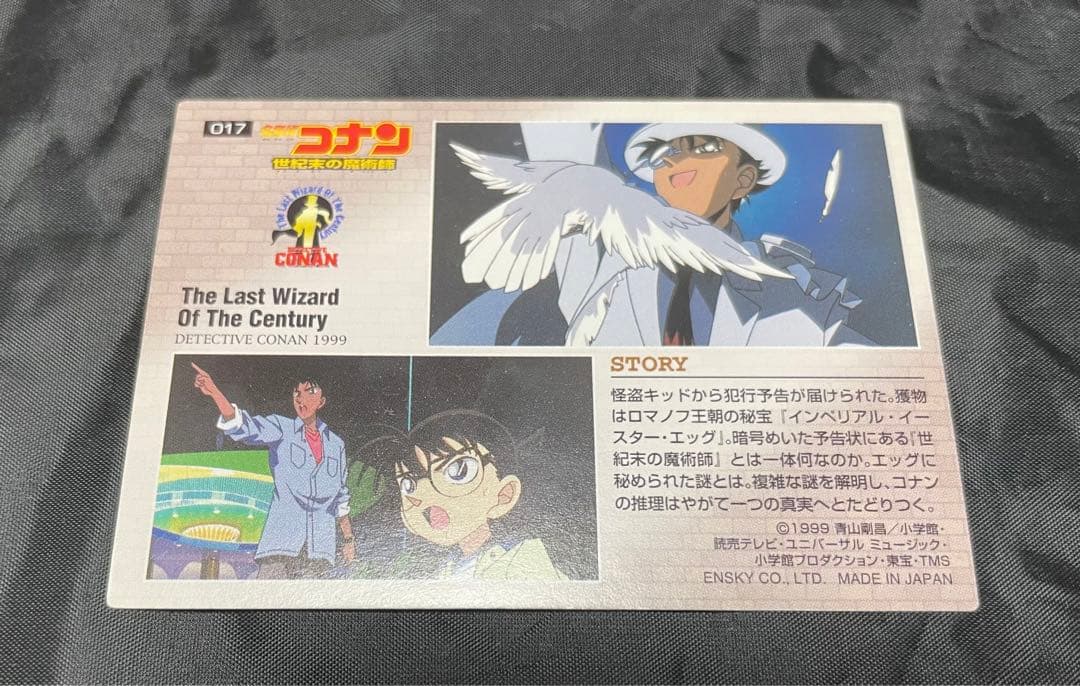 017
名探偵コナン
世紀末の魔術師
The Last Wizard Of The Century
DETECTIVE
CONAN
The Last Wizard
Of The Century
DETECTIVE CONAN 1999
STORY
怪盗キッドから犯行予告が届けられた。獲物
はロマノフ王朝の秘宝『インペリアル・イー
スター・エッグ』。暗号めいた予告状にある『世
紀末の魔術師』とは一体何なのか。エッグに
秘められた謎とは。複雑な謎を解明し、コナン
の推理はやがて一つの真実へとたどりつく。
©1999 青山剛昌／小学館・
読売テレビ・ユニバーサル ミュージック・
小学館プロダクション・東宝・TMS
ENSKY CO., LTD. MADE IN JAPAN